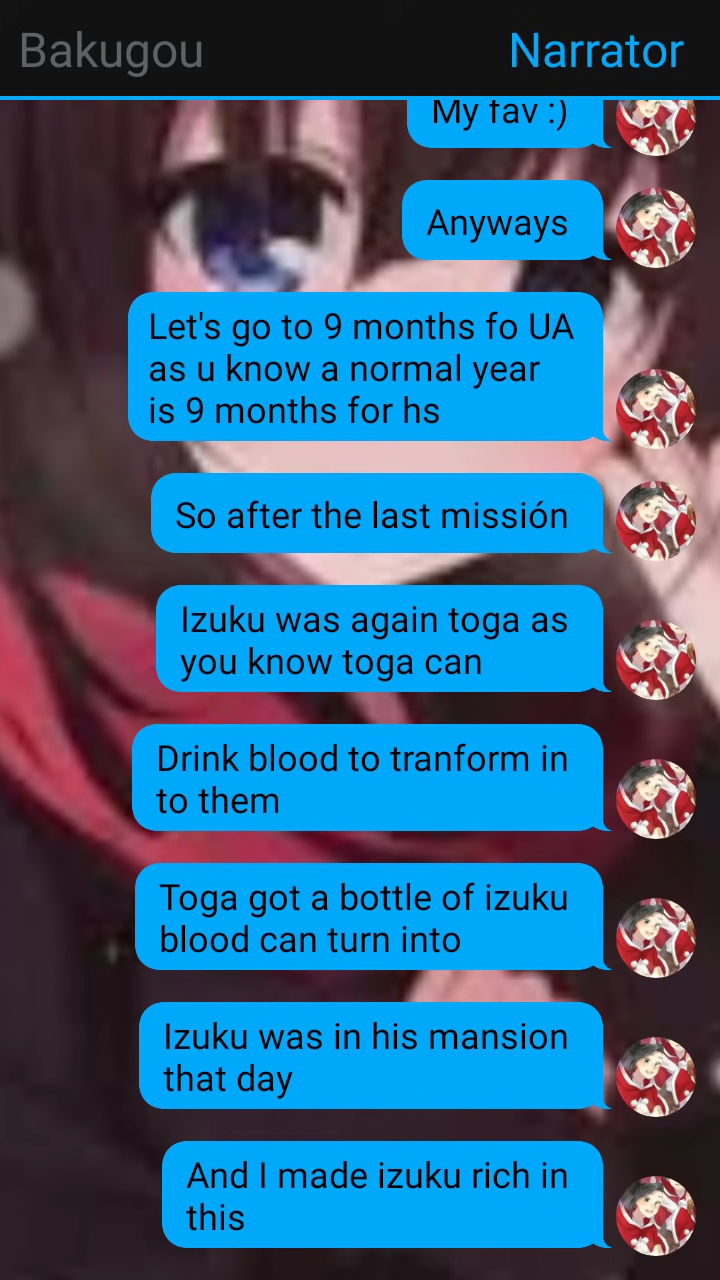 Bakugou
Narrator
My fav :)
Anyways
Let's go to 9 months fo UA
as u know a normal year
is 9 months for hs
So after the last missión
Izuku was again toga as
you know toga can
Drink blood to tranform in
to them
Toga got a bottle of izuku
blood can turn into
Izuku was in his mansion
that day
And I made izuku rich in
this